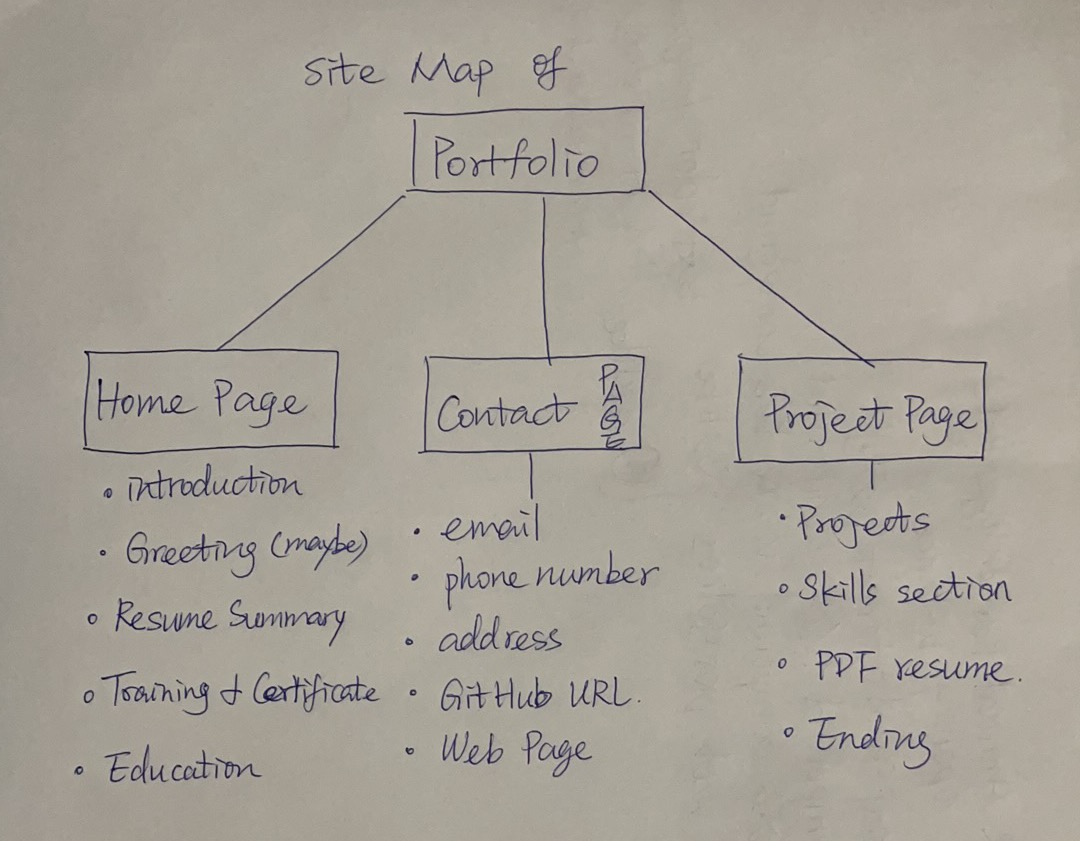 Site Map of
Portfolio
Home Page
• introduction
• Greeting (maybe)
• Resume Summary
• Training & Certificate
• Education
Contact PAGE
• email
• phone number
• address
• GitHub URL.
• Web Page
Project Page
• Projects
• Skills section
• PDF resume.
• Ending